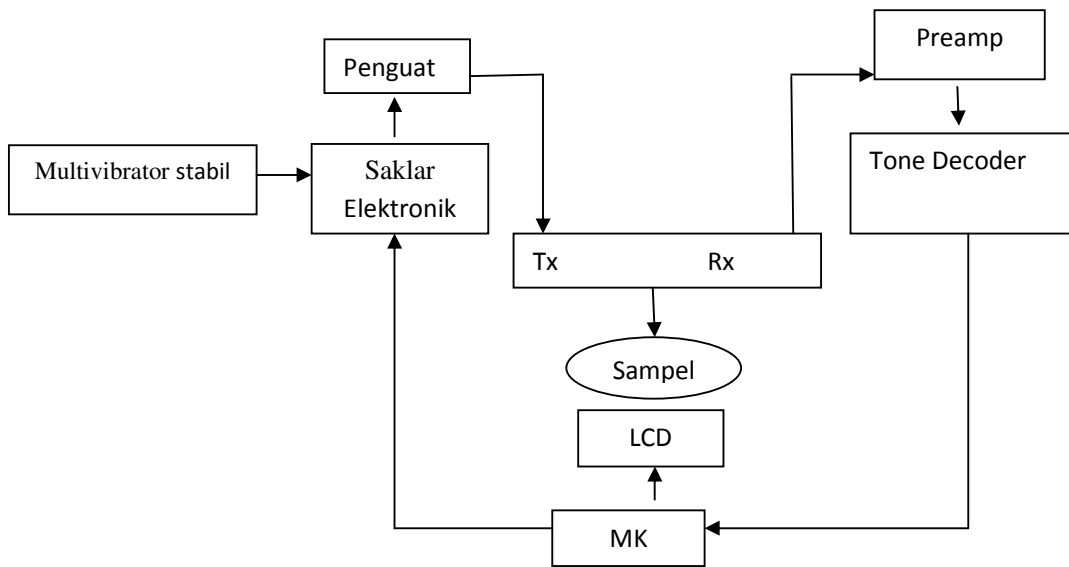 Preamp
Penguat
Tone Decoder
Multivibrator stabil
Saklar
Elektronik
Tx Rx
Sampel
LCD
MK